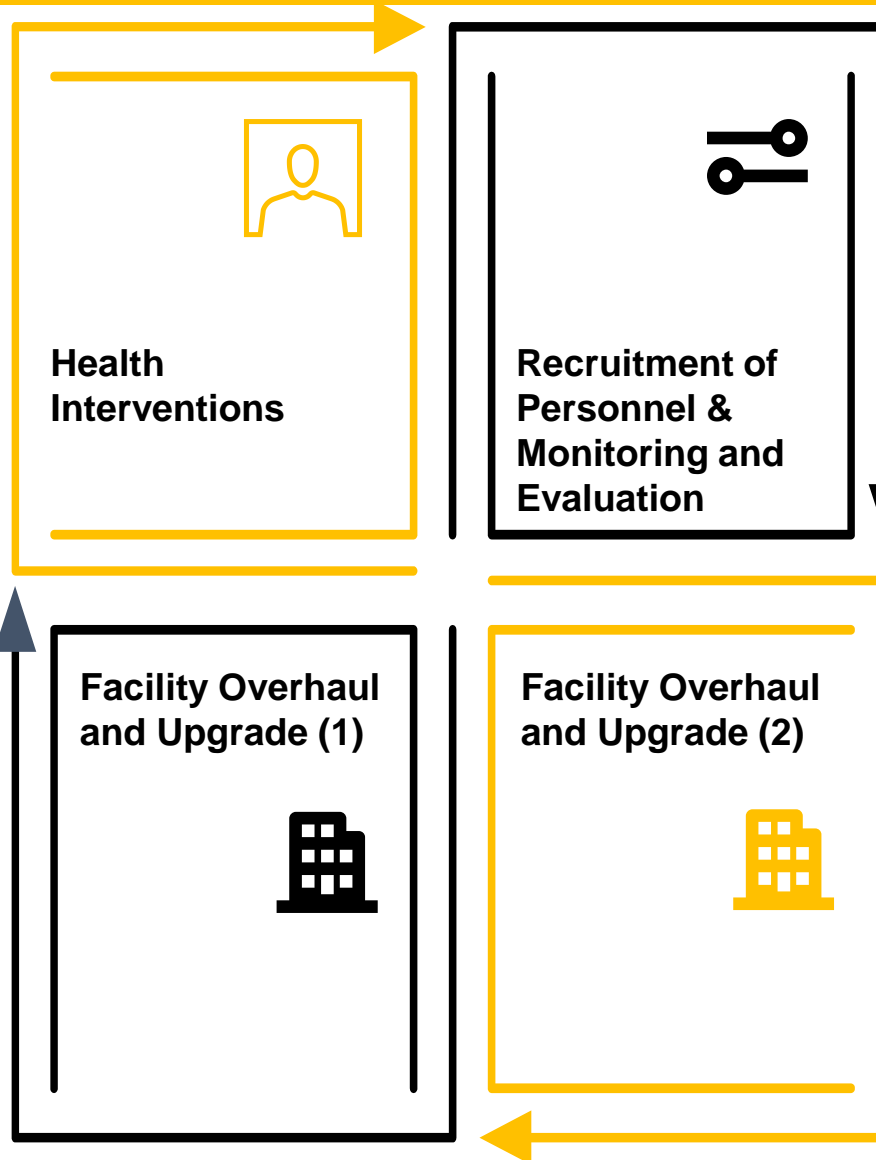 Health
Interventions
Recruitment of
Personnel &
Monitoring and
Evaluation
Facility Overhaul
and Upgrade (1)
Facility Overhaul
and Upgrade (2)